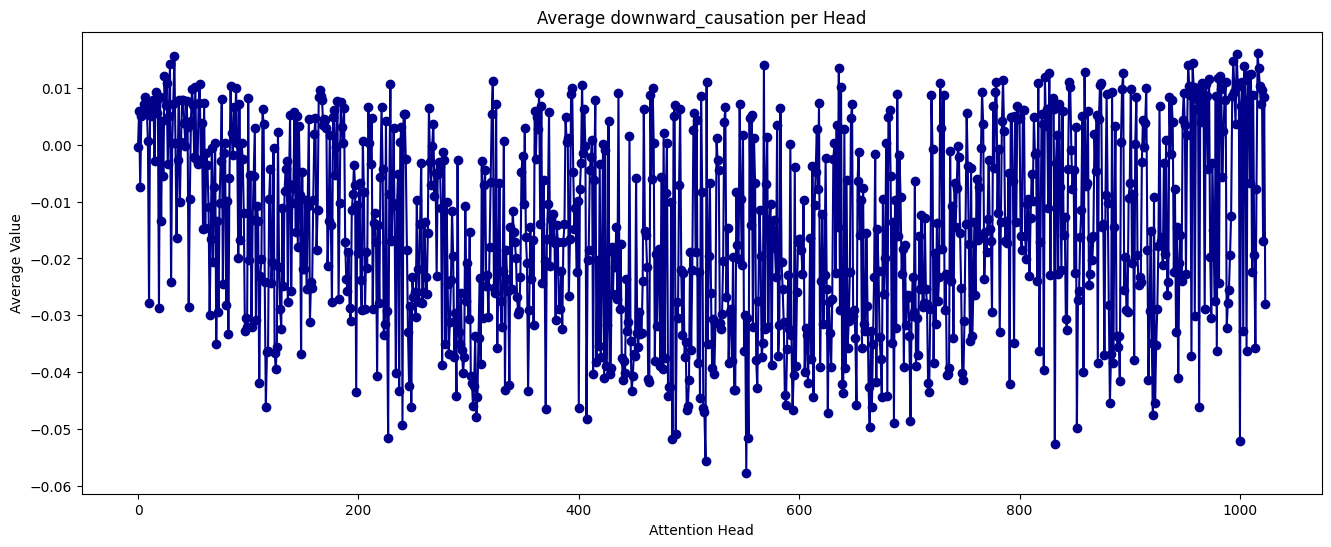 Average downward_causation per Head
Average Value
0.01
0.00
−0.01
−0.02
−0.03
−0.04
−0.05
−0.06
0 200 400 600 800 1000
Attention Head